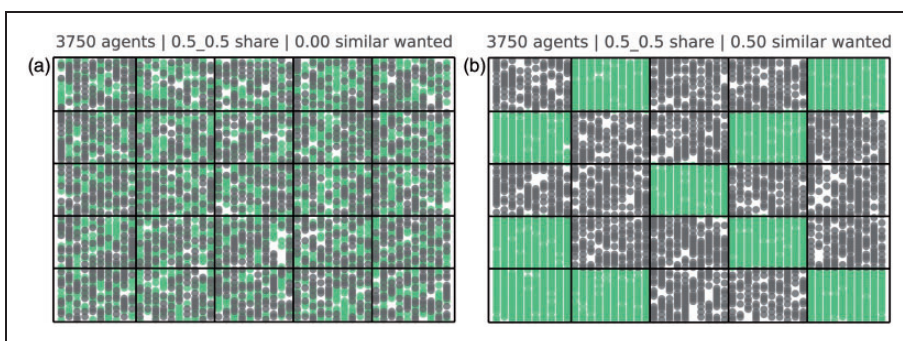 3750 agents | 0.5_0.5 share | 0.00 similar wanted
(a)
3750 agents | 0.5_0.5 share | 0.50 similar wanted
(b)